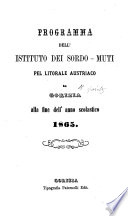 PROGRAMMA
DELL'
ISTITUTO DEI SORDO-MUTI
PEL LITORALE AUSTRIACO
GORIZIA
alla fine dell' anno scolastico
1865.
GORIZIA
Tipografia Paternolli Edit.